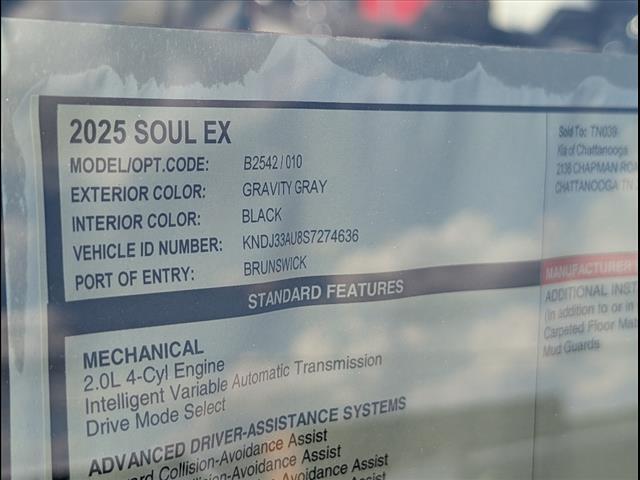 2025 SOUL EX
MODEL/OPT.CODE: B2542 / 010
EXTERIOR COLOR: GRAVITY GRAY
INTERIOR COLOR: BLACK
VEHICLE ID NUMBER: KNDJ33AU8S7274636
PORT OF ENTRY: BRUNSWICK
Sold To: TN039
Kia of Chattanooga
2136 CHAPMAN ROA
CHATTANOOGA TN
STANDARD FEATURES
MECHANICAL
2.0L 4-Cyl Engine
Intelligent Variable Automatic Transmission
Drive Mode Select
ADVANCED DRIVER-ASSISTANCE SYSTEMS
ward Collision-Avoidance Assist
Collision-Avoidance Assist
Collision-Avoidance Assist
MANUFACTURER
ADDITIONAL INST
(in addition to or in
Carpeted Floor Mat
Mud Guards